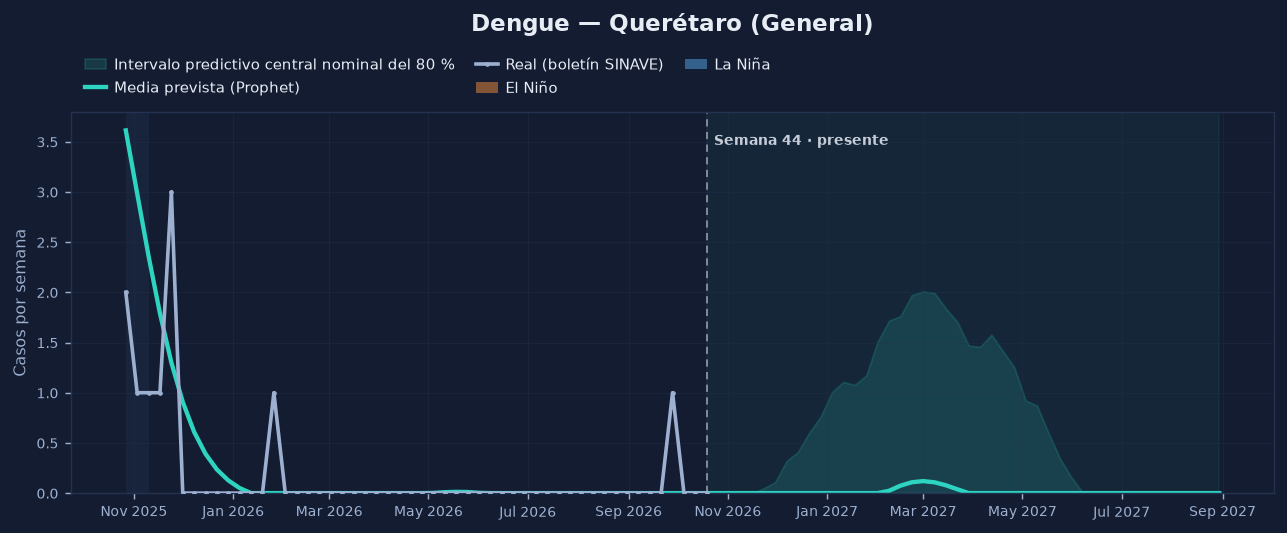 Dengue — Querétaro (General)
Intervalo predictivo central nominal del 80 %
Real (boletín SINAVE)
La Niña
Media prevista (Prophet)
El Niño
Semana 44 · presente
Casos por semana
3.5
3.0
2.5
2.0
1.5
1.0
0.5
0.0
Nov 2025
Jan 2026
Mar 2026
May 2026
Jul 2026
Sep 2026
Nov 2026
Jan 2027
Mar 2027
May 2027
Jul 2027
Sep 2027